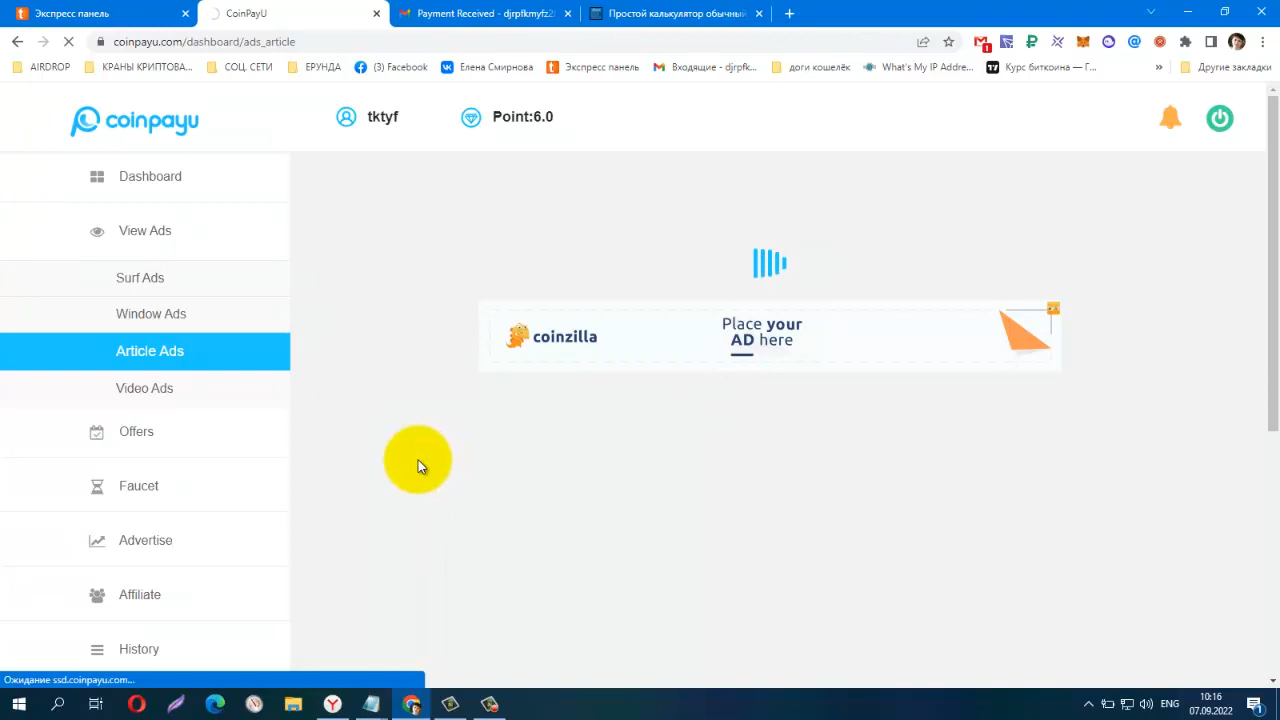 Экспресс панель
CoinPayU
Payment Received - djrpfkmyfz2
Простой калькулятор обычный
coinpayu.com/dashboard/ads_article
1
AIRDROP
КРАНЫ КРИПТОВА...
СОЦ. СЕТИ
ЕРУНДА
(3) Facebook
Елена Смирнова
Экспресс панель
Входящие - djrpfk...
доги кошелёк
What's My IP Addre...
Курс биткоина — Г...
»
Другие закладки
coinpayu
tktyf
Point:6.0
Dashboard
View Ads
Surf Ads
Window Ads
Article Ads
Video Ads
Offers
Faucet
Advertise
Affiliate
History
coinzilla
Place your
AD here
Ожидание ssd.coinpayu.com...
ENG
10:16
07.09.2022
1